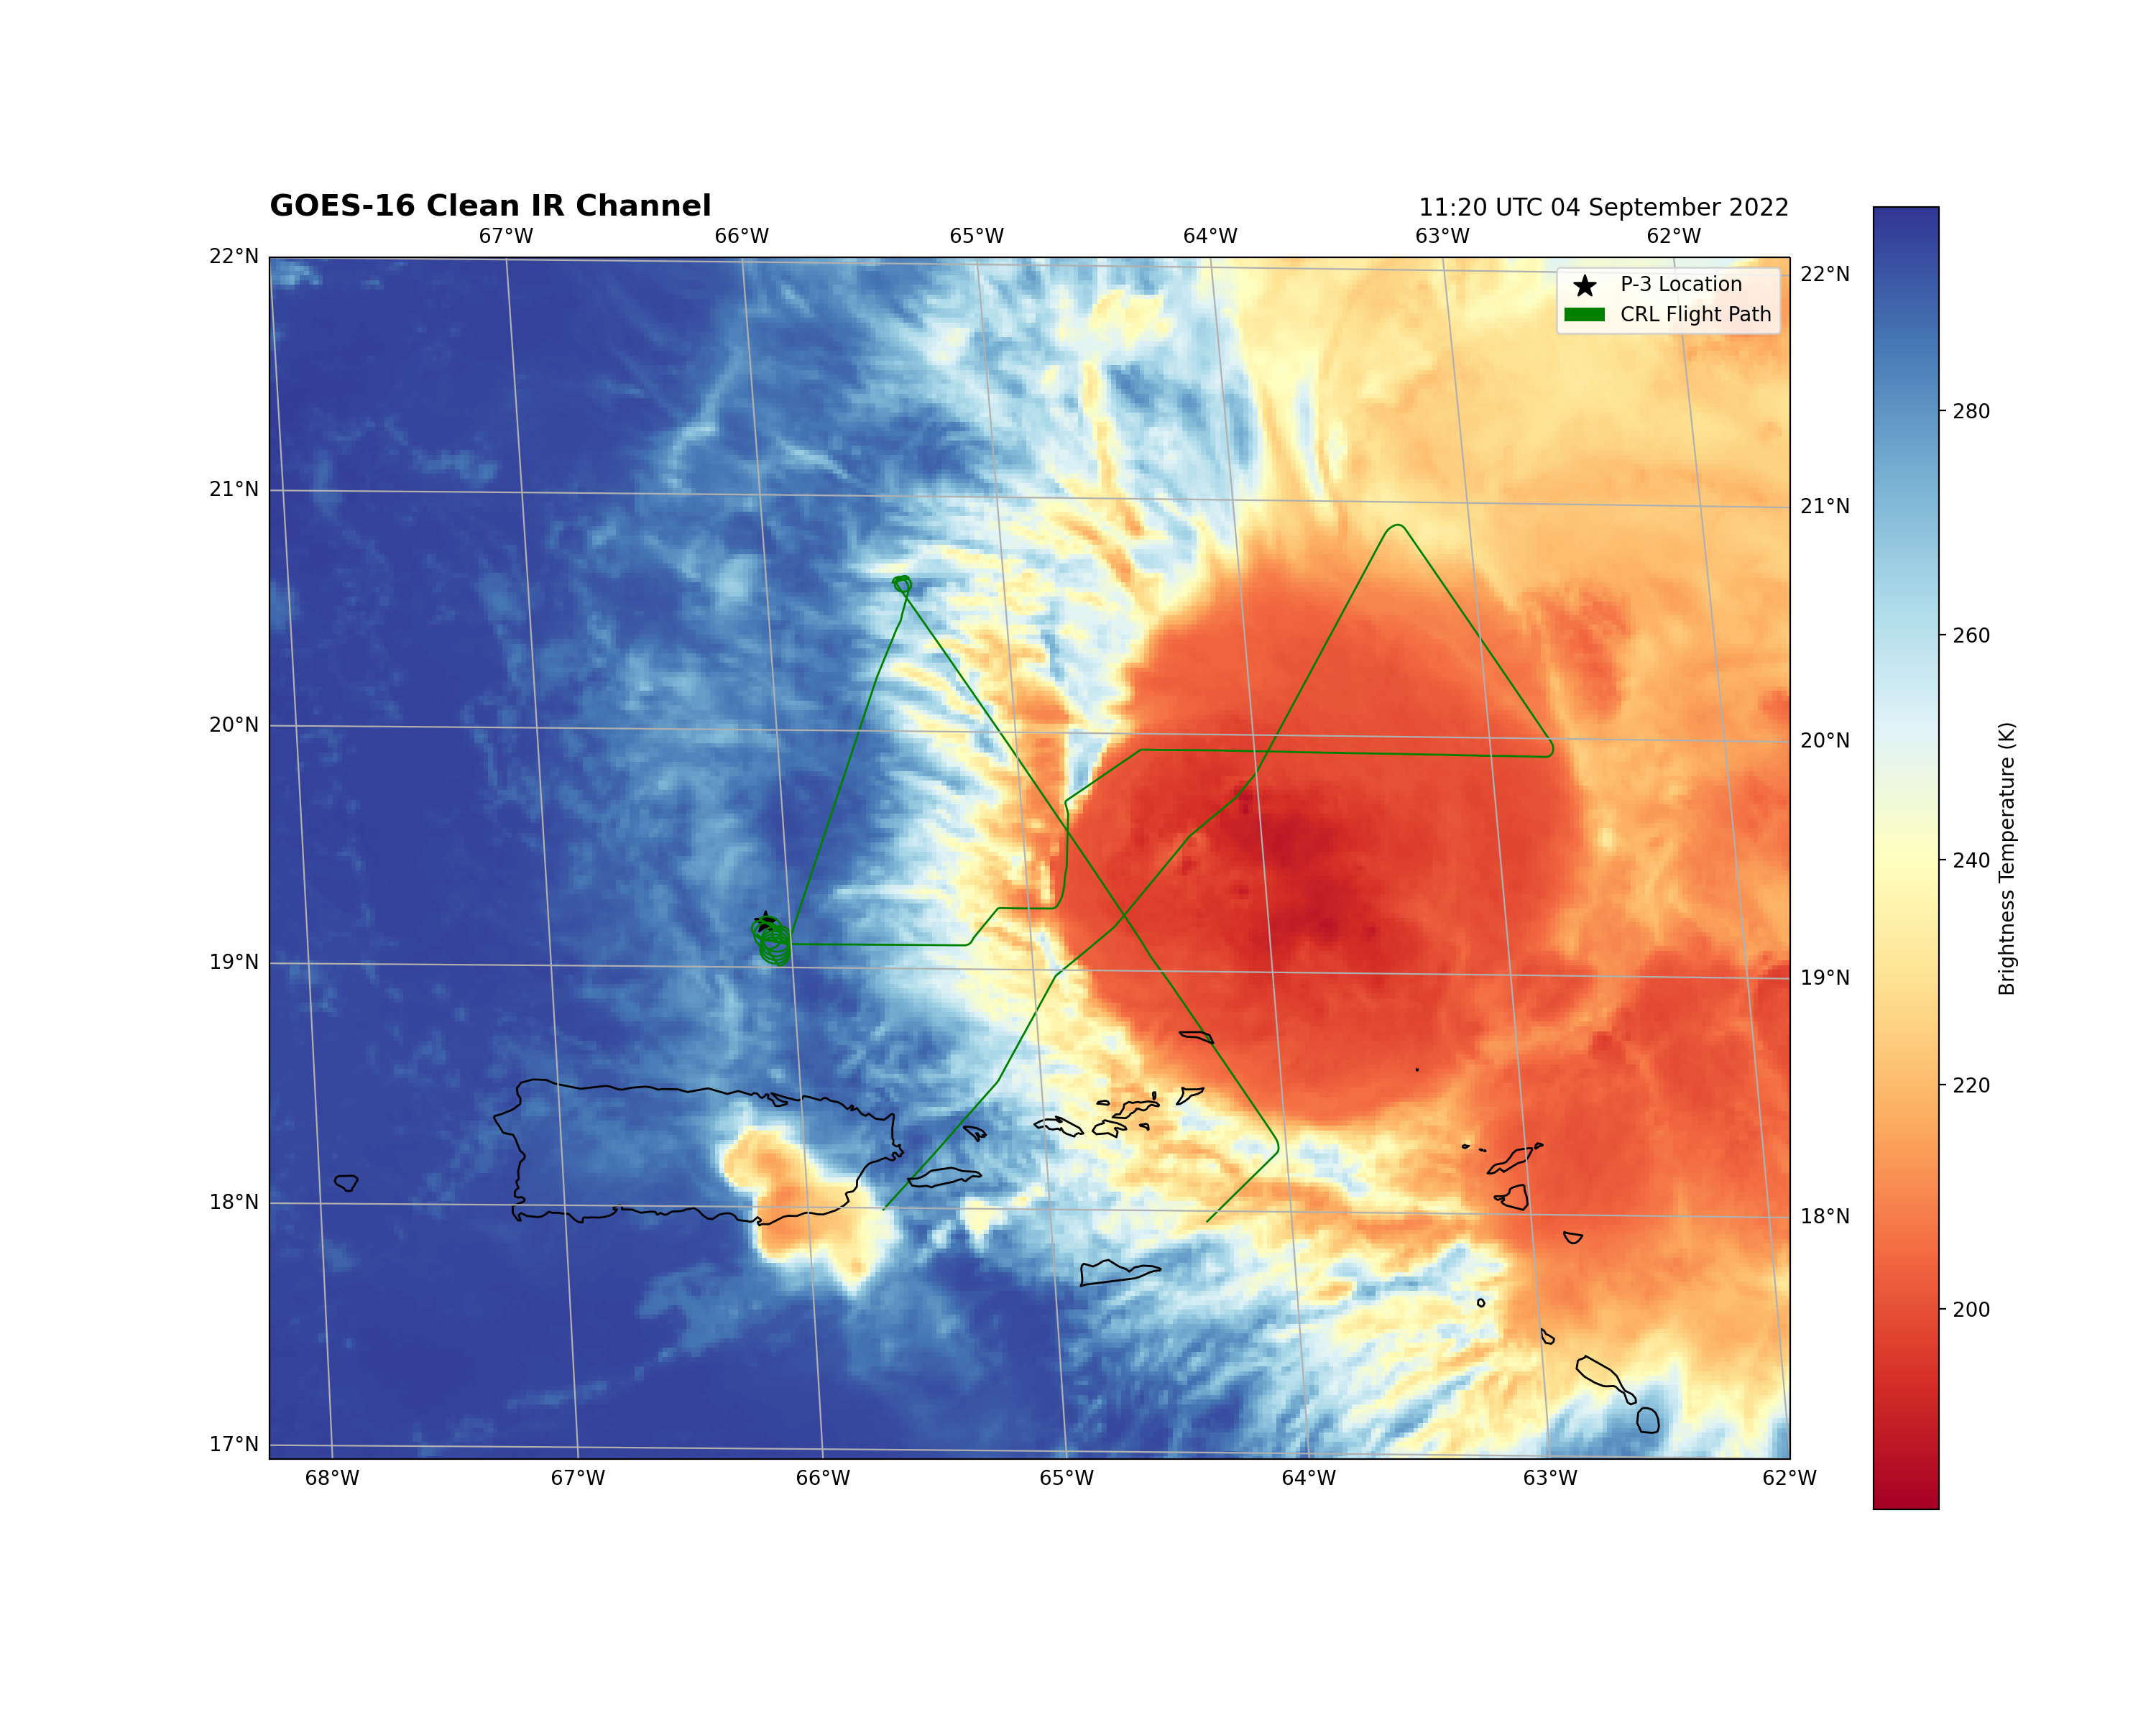 GOES-16 Clean IR Channel
11:20 UTC 04 September 2022
67°W 66°W 65°W 64°W 63°W 62°W
22°N
22°N
P-3 Location
CRL Flight Path
21°N
21°N
20°N
20°N
19°N
19°N
18°N
18°N
17°N
68°W 67°W 66°W 65°W 64°W 63°W 62°W
280
260
240
220
200
Brightness Temperature (K)